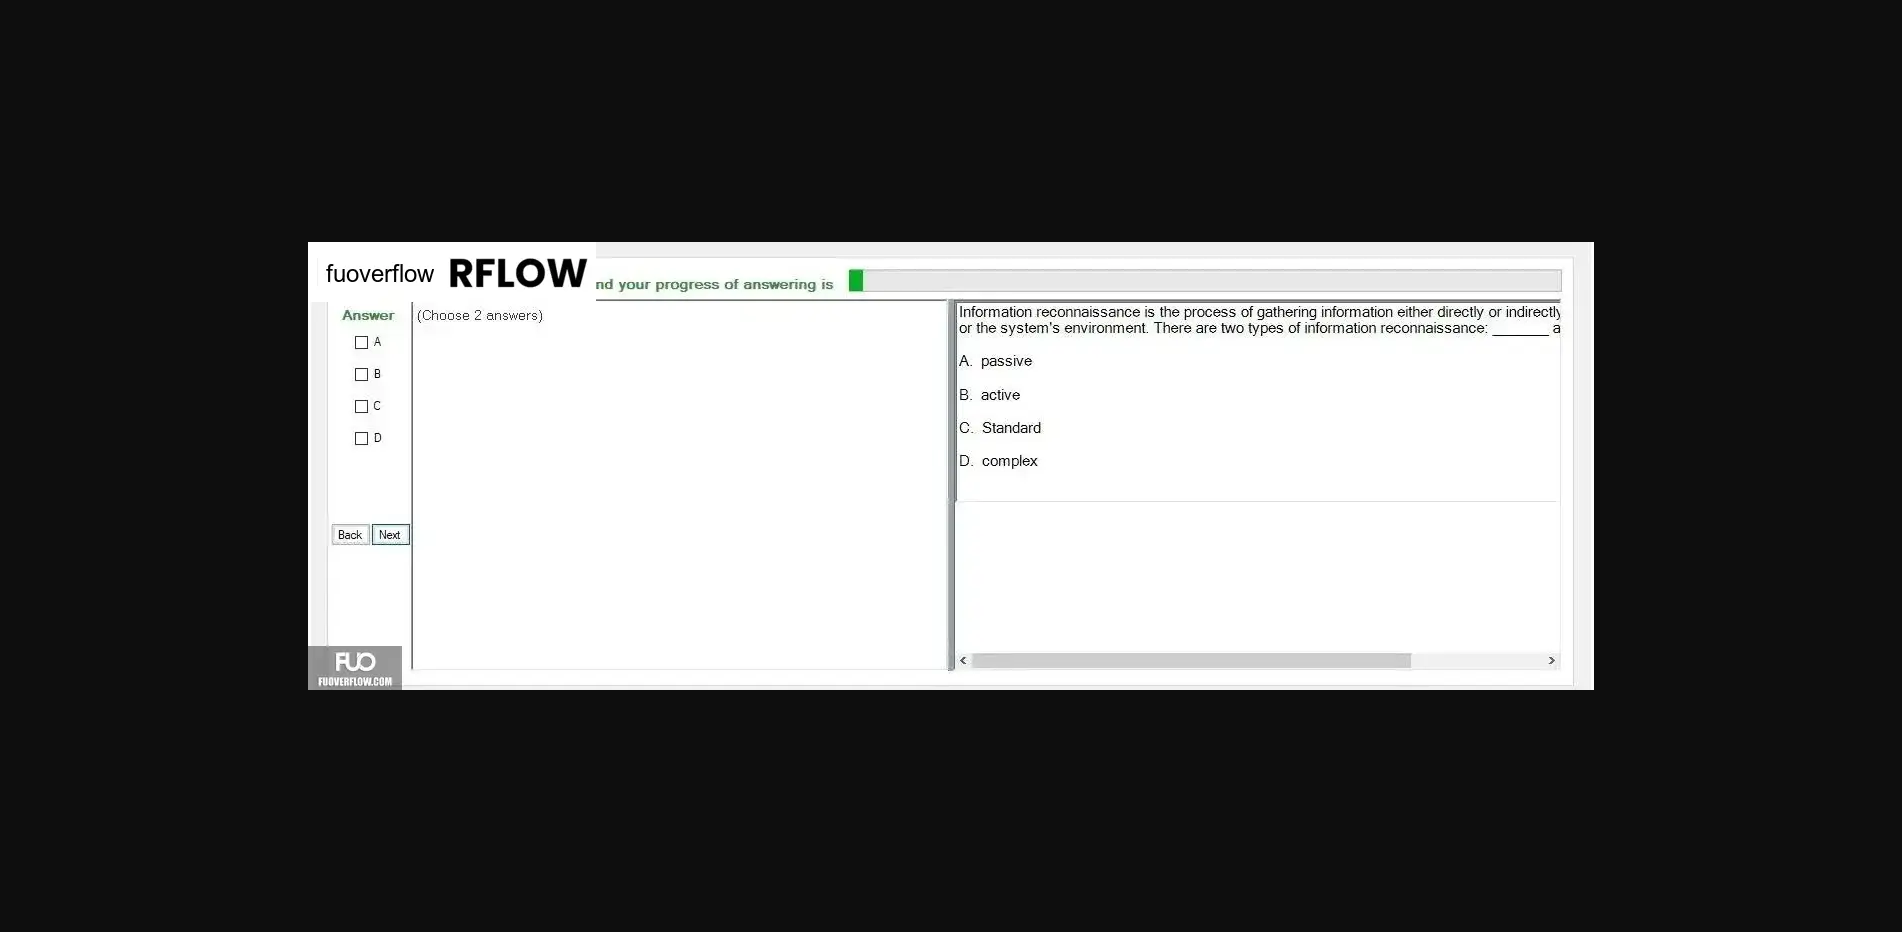 fuoverflow RFLOW
nd your progress of answering is
Answer
(Choose 2 answers)
A
B
C
D
Back Next
Information reconnaissance is the process of gathering information either directly or indirectly
or the system's environment. There are two types of information reconnaissance: _______ a
A. passive
B. active
C. Standard
D. complex
FUO
FUOVERFLOW.COM